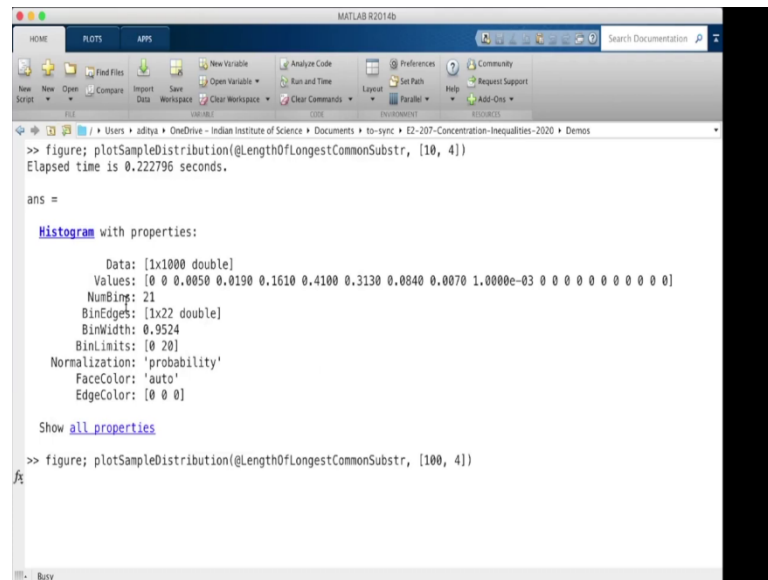 MATLAB R2014b
HOME
PLOTS
APPS
Search Documentation
New Script
New
Open
Find Files
Compare
Import Data
Save Workspace
New Variable
Open Variable
Clear Workspace
Analyze Code
Run and Time
Clear Commands
Layout
Preferences
Set Path
Parallel
Help
Community
Request Support
Add-Ons
FILE
VARIABLE
CODE
ENVIRONMENT
RESOURCES
/ Users aditya OneDrive - Indian Institute of Science Documents to-sync E2-207-Concentration-Inequalities-2020 Demos
>> figure; plotSampleDistribution(@LengthOfLongestCommonSubstr, [10, 4])
Elapsed time is 0.222796 seconds.
ans =
Histogram with properties:
Data: [1x1000 double]
Values: [0 0 0.0050 0.0190 0.1610 0.4100 0.3130 0.0840 0.0070 1.0000e-03 0 0 0 0 0 0 0 0 0 0 0]
NumBins: 21
BinEdges: [1x22 double]
BinWidth: 0.9524
BinLimits: [0 20]
Normalization: 'probability'
FaceColor: 'auto'
EdgeColor: [0 0 0]
Show all properties
>> figure; plotSampleDistribution(@LengthOfLongestCommonSubstr, [100, 4])
fx
Busy